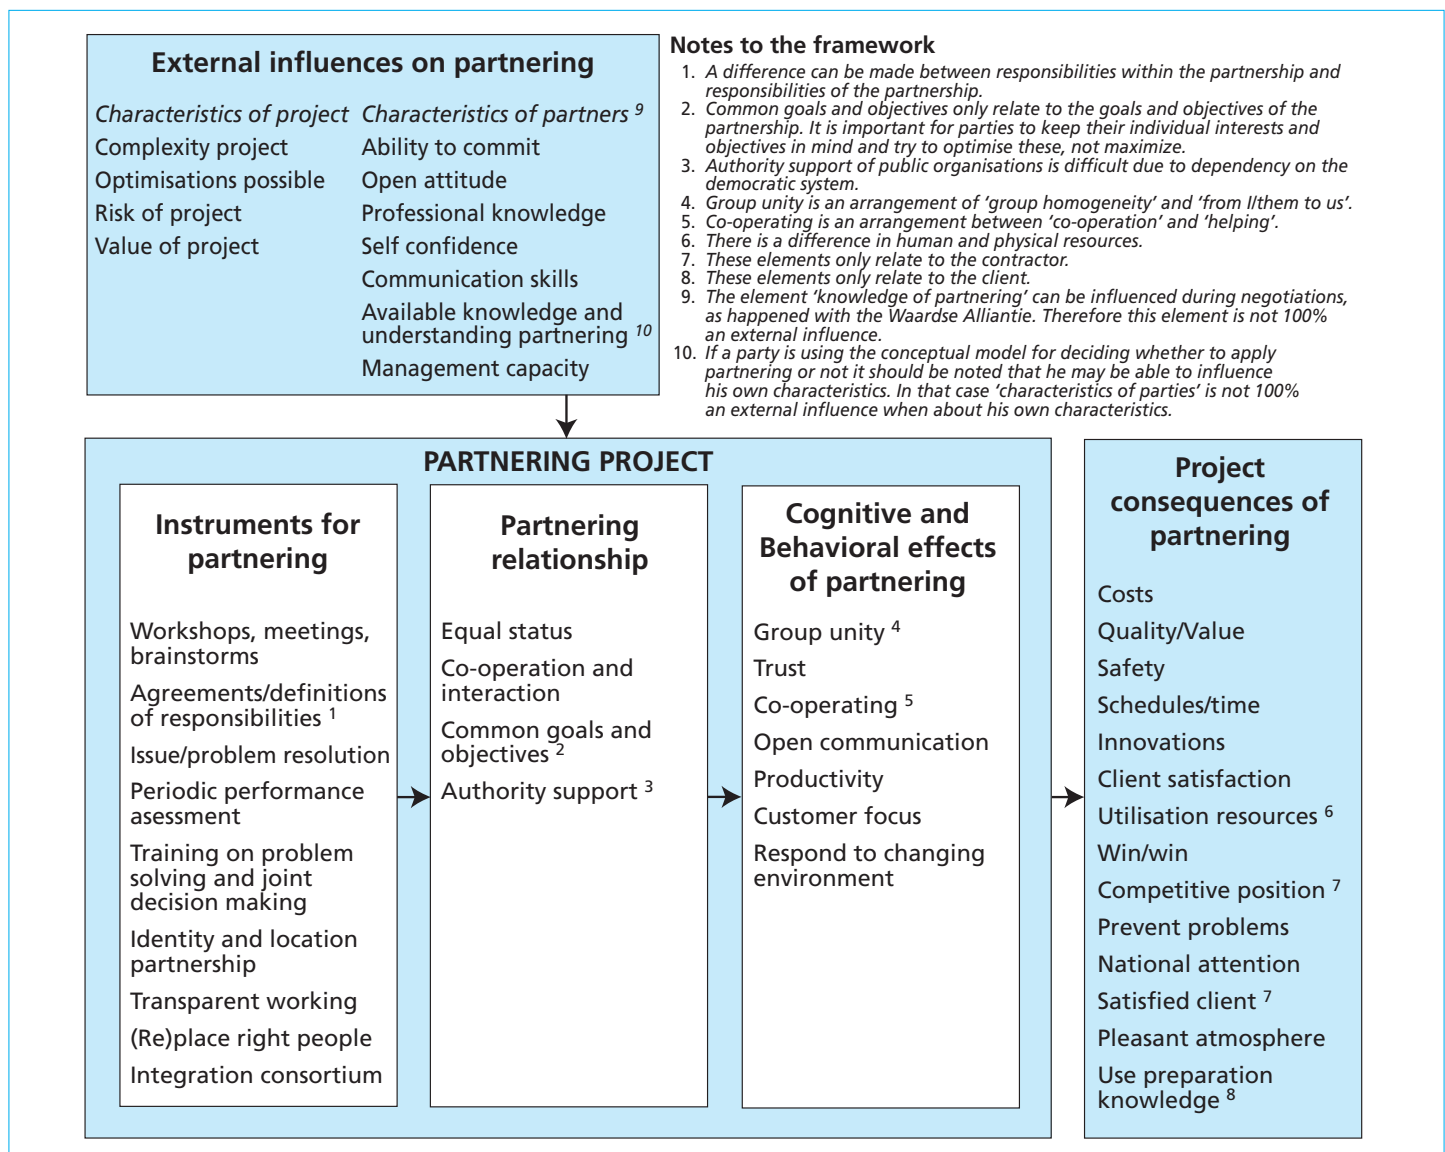 External influences on partnering
Characteristics of project
Complexity project
Optimisations possible
Risk of project
Value of project
Characteristics of partners 9
Ability to commit
Open attitude
Professional knowledge
Self confidence
Communication skills
Available knowledge and
understanding partnering 10
Management capacity
Notes to the framework
1. A difference can be made between responsibilities within the partnership and
responsibilities of the partnership.
2. Common goals and objectives only relate to the goals and objectives of the
partnership. It is important for parties to keep their individual interests and
objectives in mind and try to optimise these, not maximize.
3. Authority support of public organisations is difficult due to dependency on the
democratic system.
4. Group unity is an arrangement of ‘group homogeneity’ and ‘from I/them to us’.
5. Co-operating is an arrangement between ‘co-operation’ and ‘helping’.
6. There is a difference in human and physical resources.
7. These elements only relate to the contractor.
8. These elements only relate to the client.
9. The element ‘knowledge of partnering’ can be influenced during negotiations,
as happened with the Waardse Alliantie. Therefore this element is not 100%
an external influence.
10. If a party is using the conceptual model for deciding whether to apply
partnering or not it should be noted that he may be able to influence
his own characteristics. In that case ‘characteristics of parties’ is not 100%
an external influence when about his own characteristics.
PARTNERING PROJECT
Instruments for
partnering
Workshops, meetings,
brainstorms
Agreements/definitions
of responsibilities 1
Issue/problem resolution
Periodic performance
asessment
Training on problem
solving and joint
decision making
Identity and location
partnership
Transparent working
(Re)place right people
Integration consortium
Partnering
relationship
Equal status
Co-operation and
interaction
Common goals and
objectives 2
Authority support 3
Cognitive and
Behavioral effects
of partnering
Group unity 4
Trust
Co-operating 5
Open communication
Productivity
Customer focus
Respond to changing
environment
Project
consequences of
partnering
Costs
Quality/Value
Safety
Schedules/time
Innovations
Client satisfaction
Utilisation resources 6
Win/win
Competitive position 7
Prevent problems
National attention
Satisfied client 7
Pleasant atmosphere
Use preparation
knowledge 8